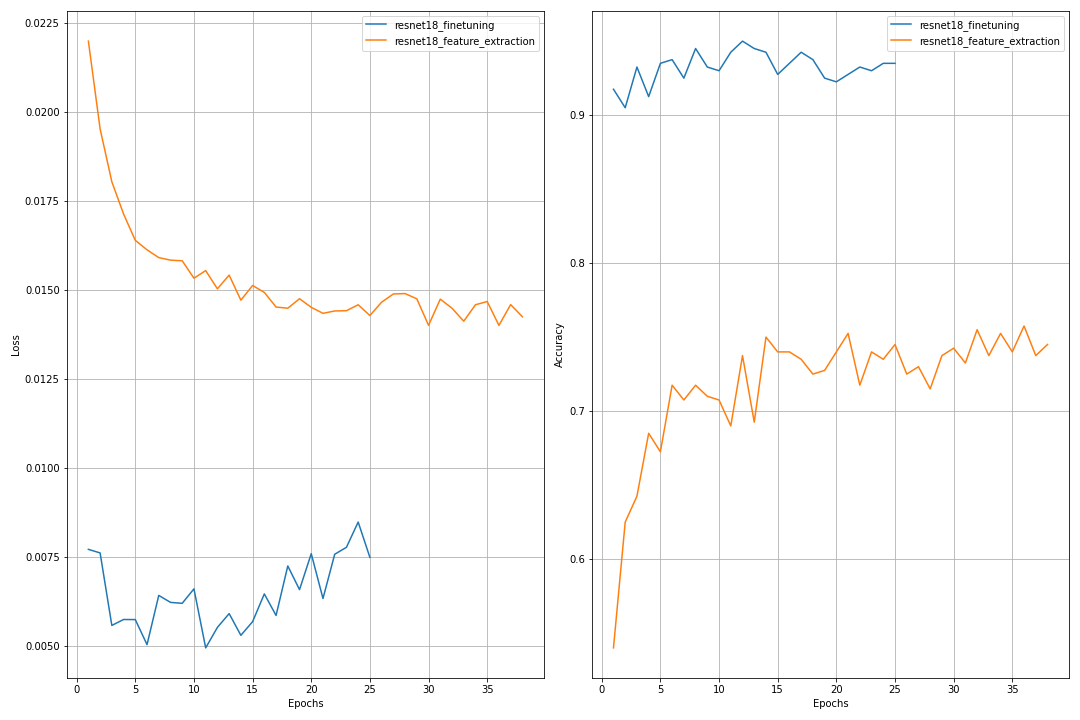 resnet18_finetuning
resnet18_feature_extraction
0.0225
0.0200
0.0175
0.0150
0.0125
0.0100
0.0075
0.0050
Loss
0 5 10 15 20 25 30 35
Epochs
resnet18_finetuning
resnet18_feature_extraction
0.9
0.8
0.7
0.6
Accuracy
0 5 10 15 20 25 30 35
Epochs